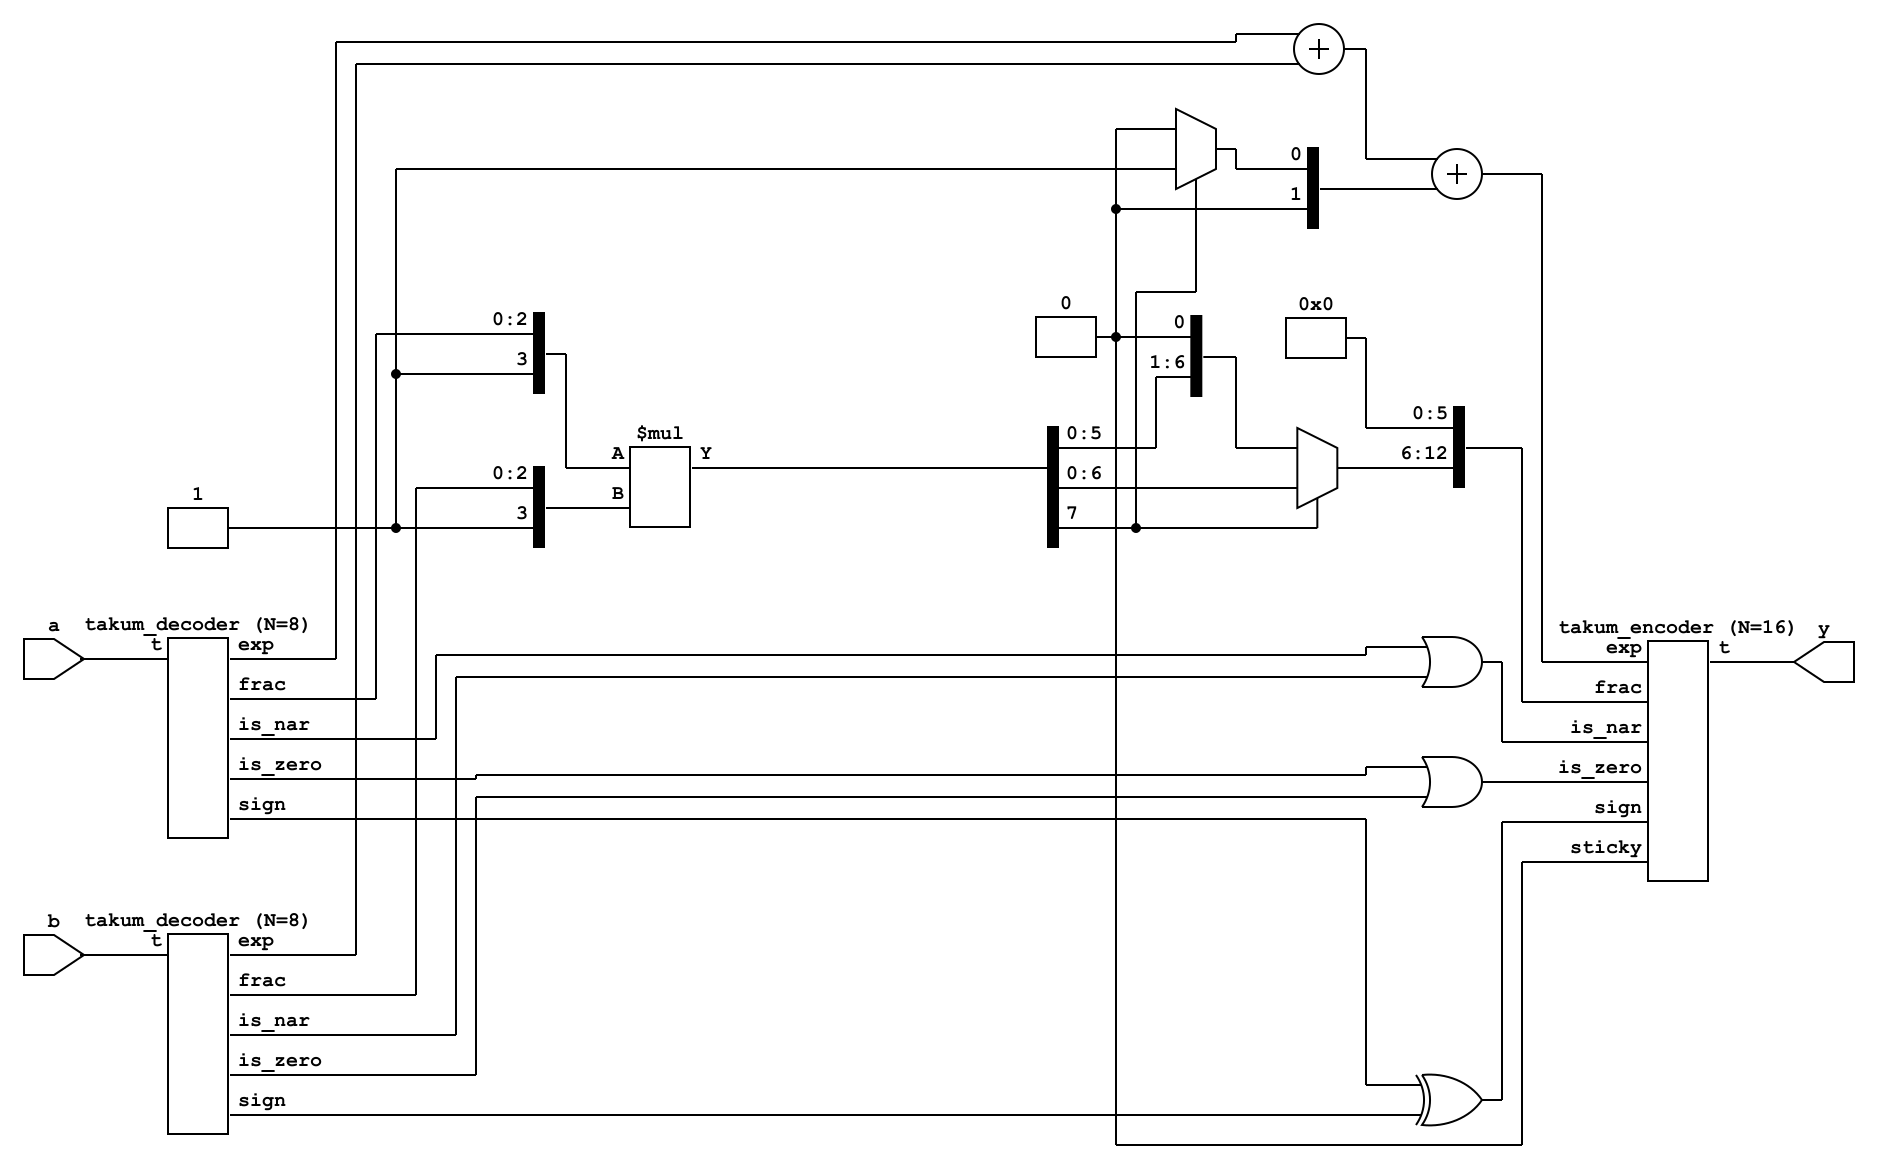 0
1
0:2
3
0
0x0
0
1:6
$mul
A
Y
B
0:2
3
1
0:5
0:6
7
0:5
6:12
a
takum_decoder (N=8)
t
exp
frac
is_nar
is_zero
sign
takum_encoder (N=16)
y
exp
t
frac
is_nar
is_zero
sign
sticky
b
takum_decoder (N=8)
t
exp
frac
is_nar
is_zero
sign